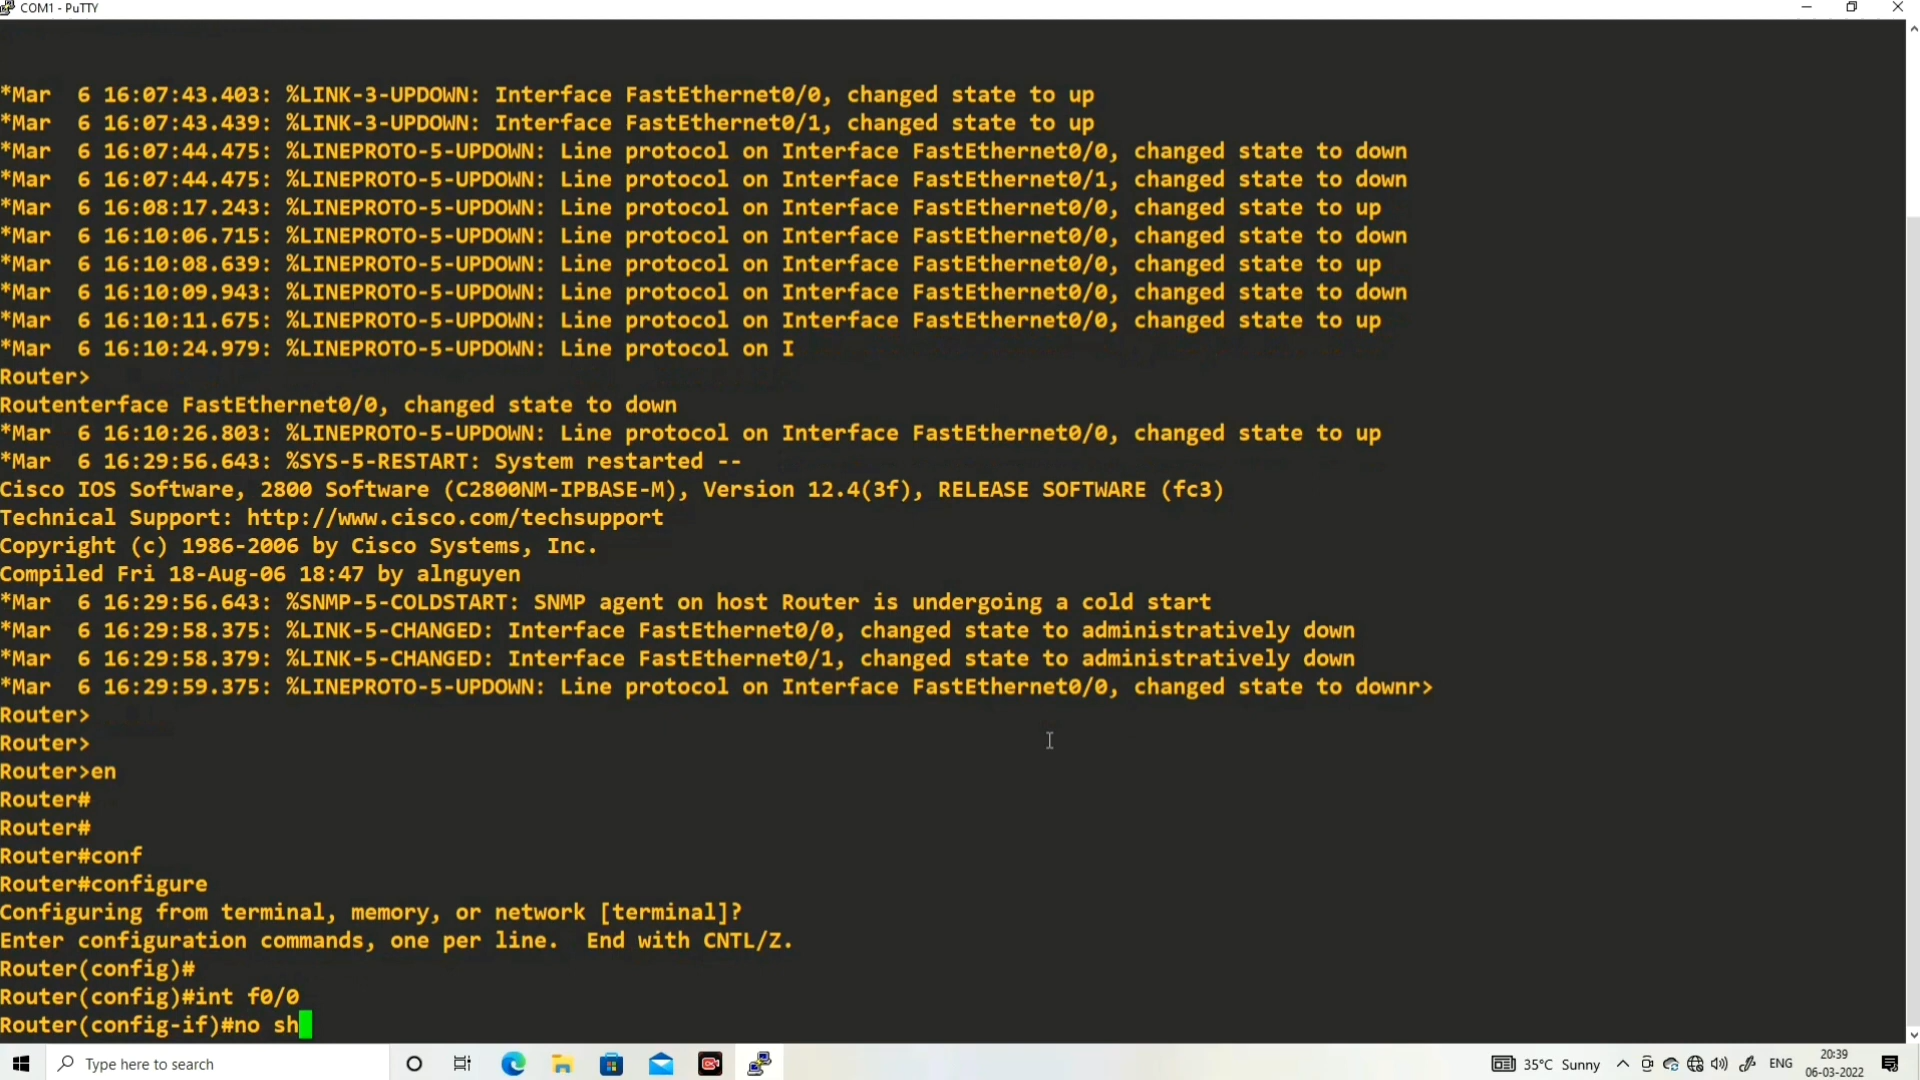 COM1 - PuTTY
*Mar  6 16:07:43.403: %LINK-3-UPDOWN: Interface FastEthernet0/0, changed state to up
*Mar  6 16:07:43.439: %LINK-3-UPDOWN: Interface FastEthernet0/1, changed state to up
*Mar  6 16:07:44.475: %LINEPROTO-5-UPDOWN: Line protocol on Interface FastEthernet0/0, changed state to down
*Mar  6 16:07:44.475: %LINEPROTO-5-UPDOWN: Line protocol on Interface FastEthernet0/1, changed state to down
*Mar  6 16:08:17.243: %LINEPROTO-5-UPDOWN: Line protocol on Interface FastEthernet0/0, changed state to up
*Mar  6 16:10:06.715: %LINEPROTO-5-UPDOWN: Line protocol on Interface FastEthernet0/0, changed state to down
*Mar  6 16:10:08.639: %LINEPROTO-5-UPDOWN: Line protocol on Interface FastEthernet0/0, changed state to up
*Mar  6 16:10:09.943: %LINEPROTO-5-UPDOWN: Line protocol on Interface FastEthernet0/0, changed state to down
*Mar  6 16:10:11.675: %LINEPROTO-5-UPDOWN: Line protocol on Interface FastEthernet0/0, changed state to up
*Mar  6 16:10:24.979: %LINEPROTO-5-UPDOWN: Line protocol on I
Router>
Routenterface FastEthernet0/0, changed state to down
*Mar  6 16:10:26.803: %LINEPROTO-5-UPDOWN: Line protocol on Interface FastEthernet0/0, changed state to up
*Mar  6 16:29:56.643: %SYS-5-RESTART: System restarted --
Cisco IOS Software, 2800 Software (C2800NM-IPBASE-M), Version 12.4(3f), RELEASE SOFTWARE (fc3)
Technical Support: http://www.cisco.com/techsupport
Copyright (c) 1986-2006 by Cisco Systems, Inc.
Compiled Fri 18-Aug-06 18:47 by alnguyen
*Mar  6 16:29:56.643: %SNMP-5-COLDSTART: SNMP agent on host Router is undergoing a cold start
*Mar  6 16:29:58.375: %LINK-5-CHANGED: Interface FastEthernet0/0, changed state to administratively down
*Mar  6 16:29:58.379: %LINK-5-CHANGED: Interface FastEthernet0/1, changed state to administratively down
*Mar  6 16:29:59.375: %LINEPROTO-5-UPDOWN: Line protocol on Interface FastEthernet0/0, changed state to downr>
Router>
Router>
Router>en
Router#
Router#
Router#conf
Router#configure
Configuring from terminal, memory, or network [terminal]?
Enter configuration commands, one per line.  End with CNTL/Z.
Router(config)#
Router(config)#int f0/0
Router(config-if)#no sh
Type here to search
35°C Sunny
ENG
20:39
06-03-2022